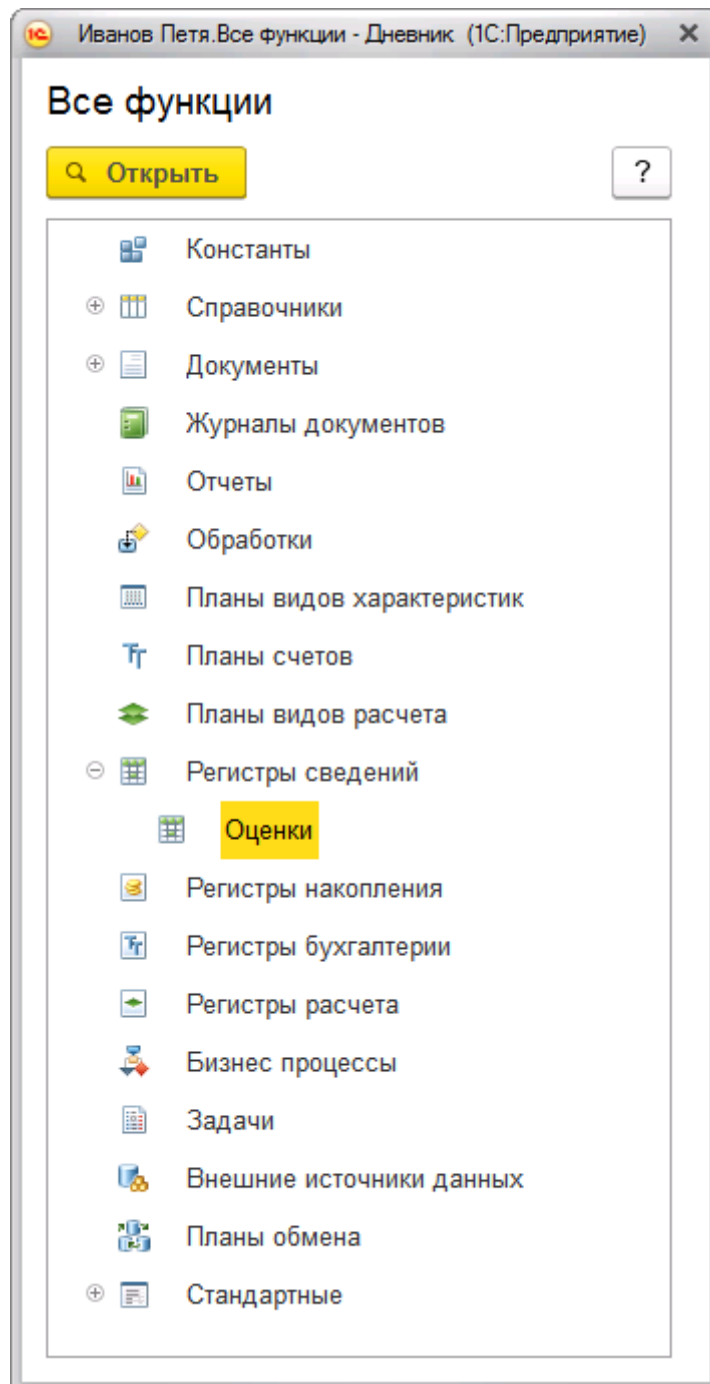 Иванов Петя.Все функции - Дневник (1С:Предприятие)
Все функции
Открыть
?
Константы
Справочники
Документы
Журналы документов
Отчеты
Обработки
Планы видов характеристик
Планы счетов
Планы видов расчета
Регистры сведений
Оценки
Регистры накопления
Регистры бухгалтерии
Регистры расчета
Бизнес процессы
Задачи
Внешние источники данных
Планы обмена
Стандартные